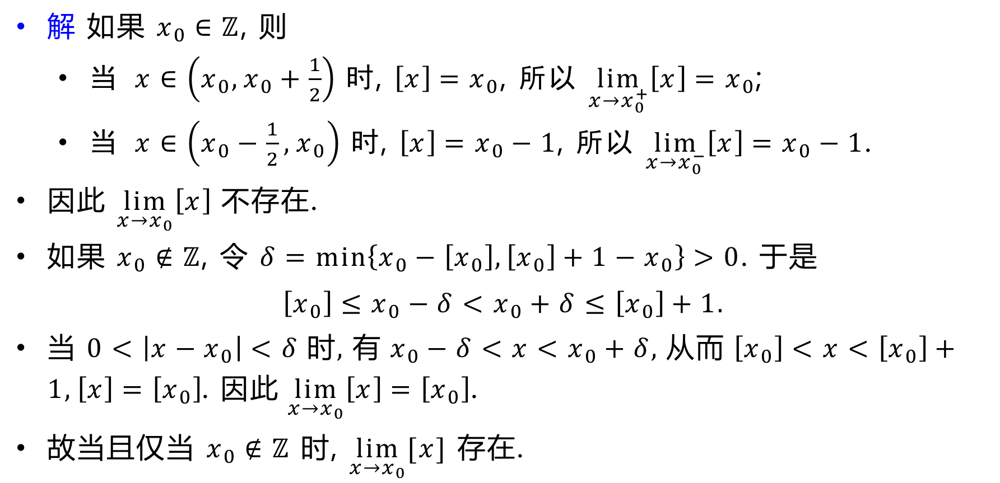 • 解 如果 $x_0 \in \mathbb{Z}$, 则
• 当 $x \in \left(x_0, x_0 + \frac{1}{2}\right)$ 时, $[x] = x_0$, 所以 $\lim\limits_{x \to x_0^+} [x] = x_0$;
• 当 $x \in \left(x_0 - \frac{1}{2}, x_0\right)$ 时, $[x] = x_0 - 1$, 所以 $\lim\limits_{x \to x_0^-} [x] = x_0 - 1$.
• 因此 $\lim\limits_{x \to x_0} [x]$ 不存在.
• 如果 $x_0 \notin \mathbb{Z}$, 令 $\delta = \min\{x_0 - [x_0], [x_0] + 1 - x_0\} > 0$. 于是
$[x_0] \le x_0 - \delta < x_0 + \delta \le [x_0] + 1.$
• 当 $0 < |x - x_0| < \delta$ 时, 有 $x_0 - \delta < x < x_0 + \delta$, 从而 $[x_0] < x < [x_0] +$
$1, [x] = [x_0]$. 因此 $\lim\limits_{x \to x_0} [x] = [x_0]$.
• 故当且仅当 $x_0 \notin \mathbb{Z}$ 时, $\lim\limits_{x \to x_0} [x]$ 存在.